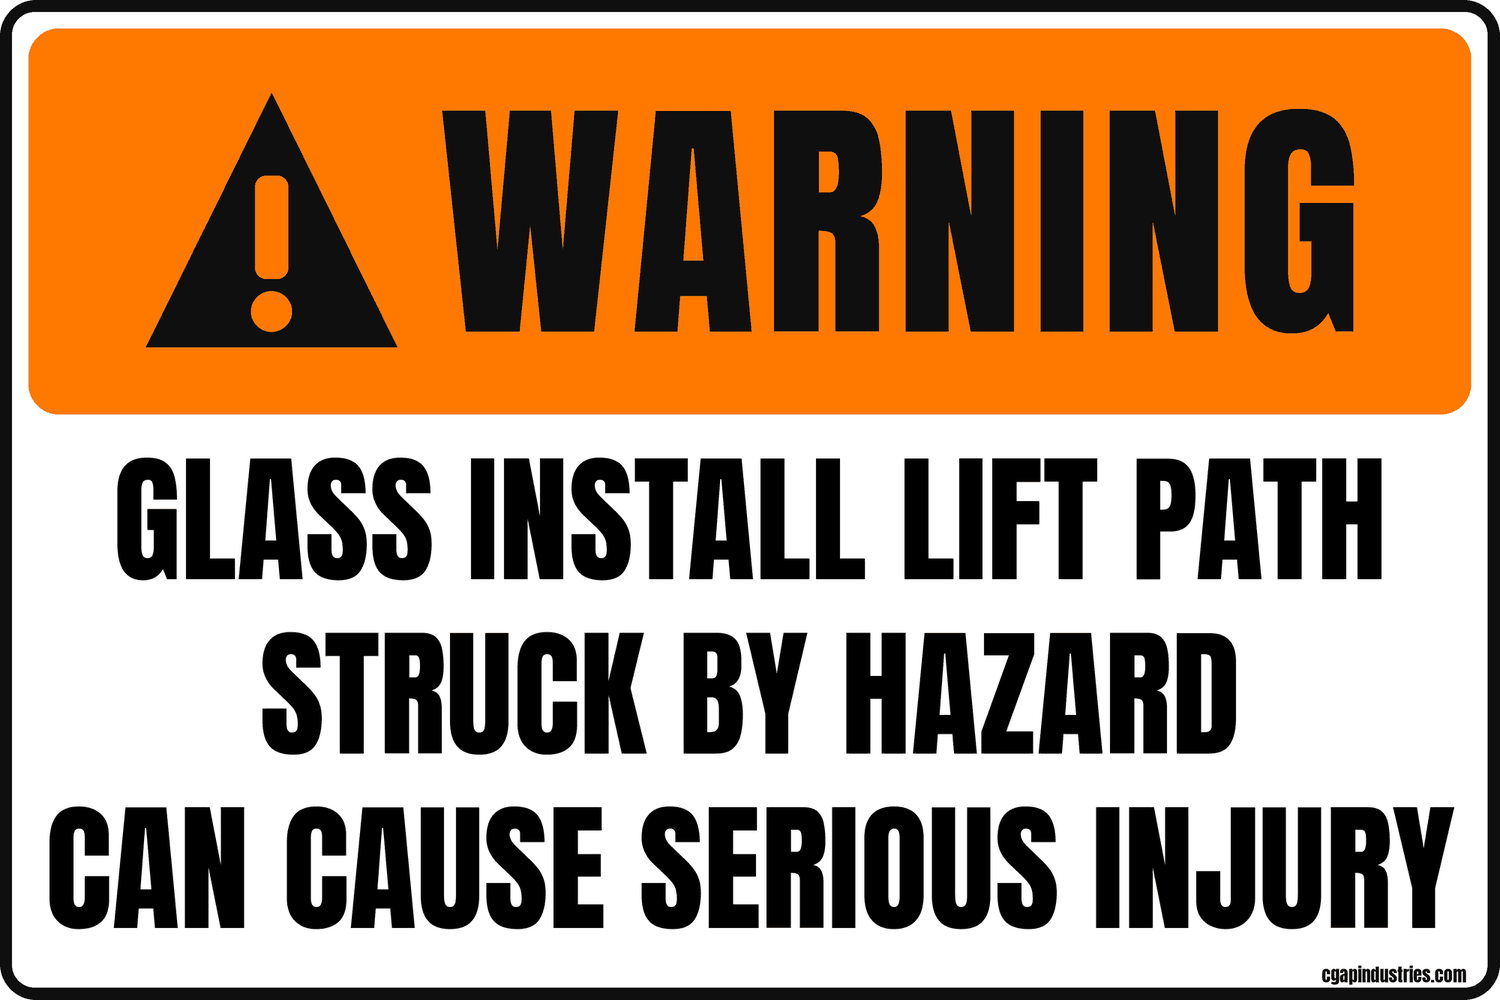 WARNING
GLASS INSTALL LIFT PATH
STRUCK BY HAZARD
CAN CAUSE SERIOUS INJURY
cgapindustries.com